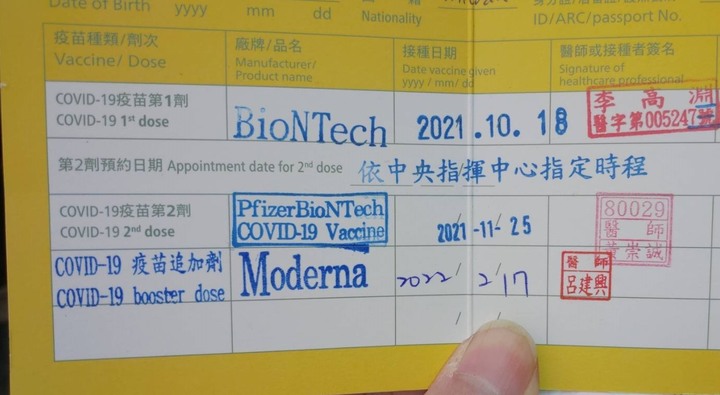 Date of Birth yyyy mm dd
Nationality
ID/ARC/passport No.
疫苗種類/劑次
Vaccine/ Dose
廠牌/品名
Manufacturer/
Product name
接種日期
Date vaccine given
yyyy / mm/ dd
醫師或接種者簽名
Signature of
healthcare professional
COVID-19疫苗第1劑
COVID-19 1st dose
BioNTech
2021.10.18
李高淵
醫字第005247號
第2劑預約日期 Appointment date for 2nd dose
依中央指揮中心指定時程
COVID-19疫苗第2劑
COVID-19 2nd dose
PfizerBioNTech
COVID-19 Vaccine
2021-11-25
80029
醫師
葉崇誠
COVID-19 疫苗追加劑
COVID-19 booster dose
Moderna
2022/2/17
醫師
呂建興
/ /